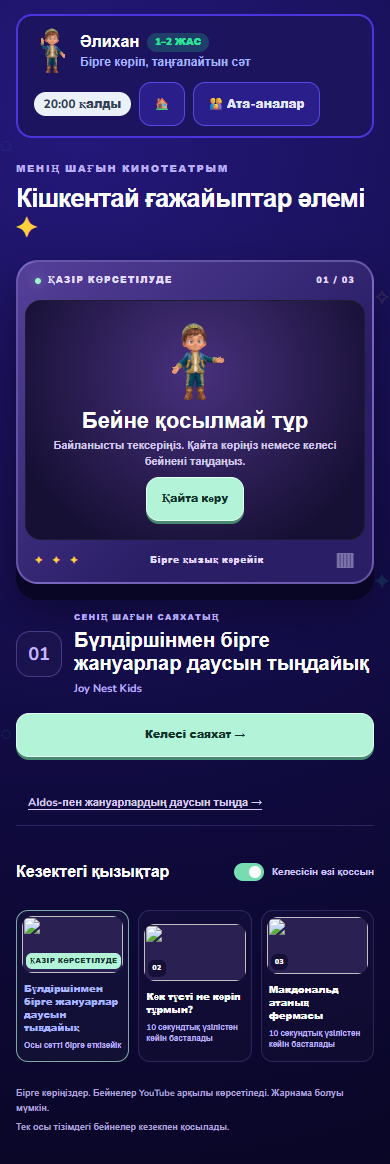 Әлихан 1–2 ЖАС
Бірге көріп, таңғалайтын сәт
20:00 қалды
Ата-аналар
МЕНІҢ ШАҒЫН КИНОТЕАТРЫМ
Кішкентай ғажайыптар әлемі
ҚАЗІР КӨРСЕТІЛУДЕ 01 / 03
Бейне қосылмай тұр
Байланысты тексеріңіз. Қайта көріңіз немесе келесі
бейнені таңдаңыз.
Қайта көру
Бірге қызық көрейік
СЕНІҢ ШАҒЫН САЯХАТЫҢ
01
Бүлдіршінмен бірге
жануарлар даусын тыңдайық
Joy Nest Kids
Келесі саяхат →
Aldos-пен жануарлардың даусын тыңда →
Кезектегі қызықтар
Келесісін өзі қоссын
ҚАЗІР КӨРСЕТІЛУДЕ
Бүлдіршінмен
бірге жануарлар
даусын
тыңдайық
Осы сәтті бірге өткізейік
02
Көк түсті не көріп
тұрмын?
10 секундтық үзілістен
кейін басталады
03
Макдональд
атаның
фермасы
10 секундтық үзілістен
кейін басталады
Бірге көріңіздер. Бейнелер YouTube арқылы көрсетіледі. Жарнама болуы
мүмкін.
Тек осы тізімдегі бейнелер кезекпен қосылады.